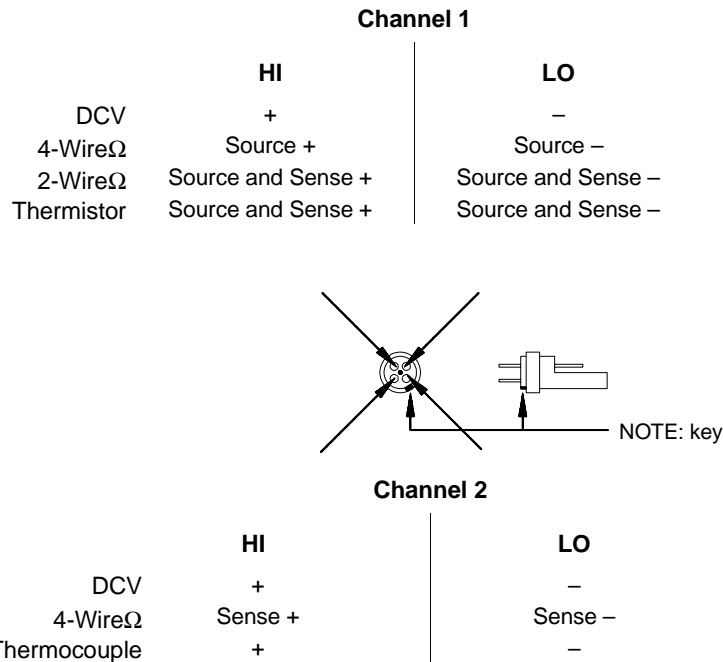 Channel 1
HI LO
DCV + –
4-WireΩ Source + Source –
2-WireΩ Source and Sense + Source and Sense –
Thermistor Source and Sense + Source and Sense –
NOTE: key
Channel 2
HI LO
DCV + –
4-WireΩ Sense + Sense –
Thermocouple + –